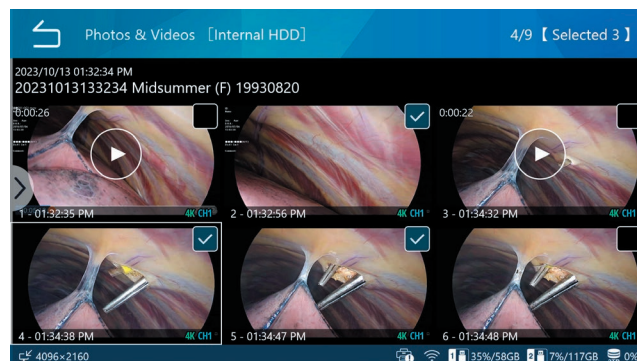 Photos & Videos [Internal HDD]
4/9【 Selected 3 】
2023/10/13 01:32:34 PM
20231013133234 Midsummer (F) 19930820
0:00:26
0:00:22
1 - 01:32:35 PM 4K CH1
2 - 01:32:56 PM 4K CH1
3 - 01:34:32 PM 4K CH1
4 - 01:34:38 PM 4K CH1
5 - 01:34:47 PM 4K CH1
6 - 01:34:48 PM 4K CH1
4096×2160
1 35%/58GB 2 7%/117GB 0%